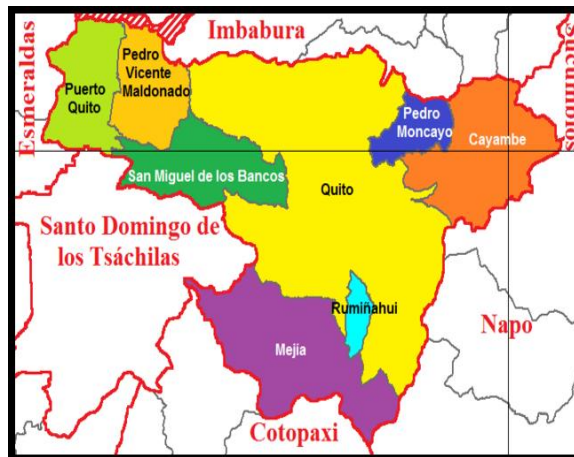 Imbabura
Esmeraldas
Sucumbíos
Pedro
Vicente
Maldonado
Puerto
Quito
Pedro
Moncayo
Cayambe
San Miguel de los Bancos
Quito
Santo Domingo de
los Tsáchilas
Rumiñahui
Napo
Mejía
Cotopaxi